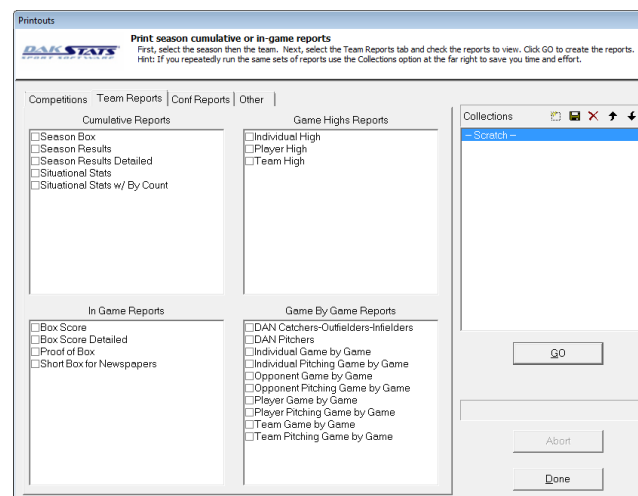 Printouts
DAK STATS
SPORT SOFTWARE
Print season cumulative or in-game reports
First, select the season then the team. Next, select the Team Reports tab and check the reports to view. Click GO to create the reports.
Hint: If you repeatedly run the same sets of reports use the Collections option at the far right to save you time and effort.
Competitions Team Reports Conf Reports Other
Cumulative Reports
Season Box
Season Results
Season Results Detailed
Situational Stats
Situational Stats w/ By Count
Game Highs Reports
Individual High
Player High
Team High
In Game Reports
Box Score
Box Score Detailed
Proof of Box
Short Box for Newspapers
Game By Game Reports
DAN Catchers-Outfielders-Infielders
DAN Pitchers
Individual Game by Game
Individual Pitching Game by Game
Opponent Game by Game
Opponent Pitching Game by Game
Player Game by Game
Player Pitching Game by Game
Team Game by Game
Team Pitching Game by Game
Collections
-- Scratch --
GO
Abort
Done